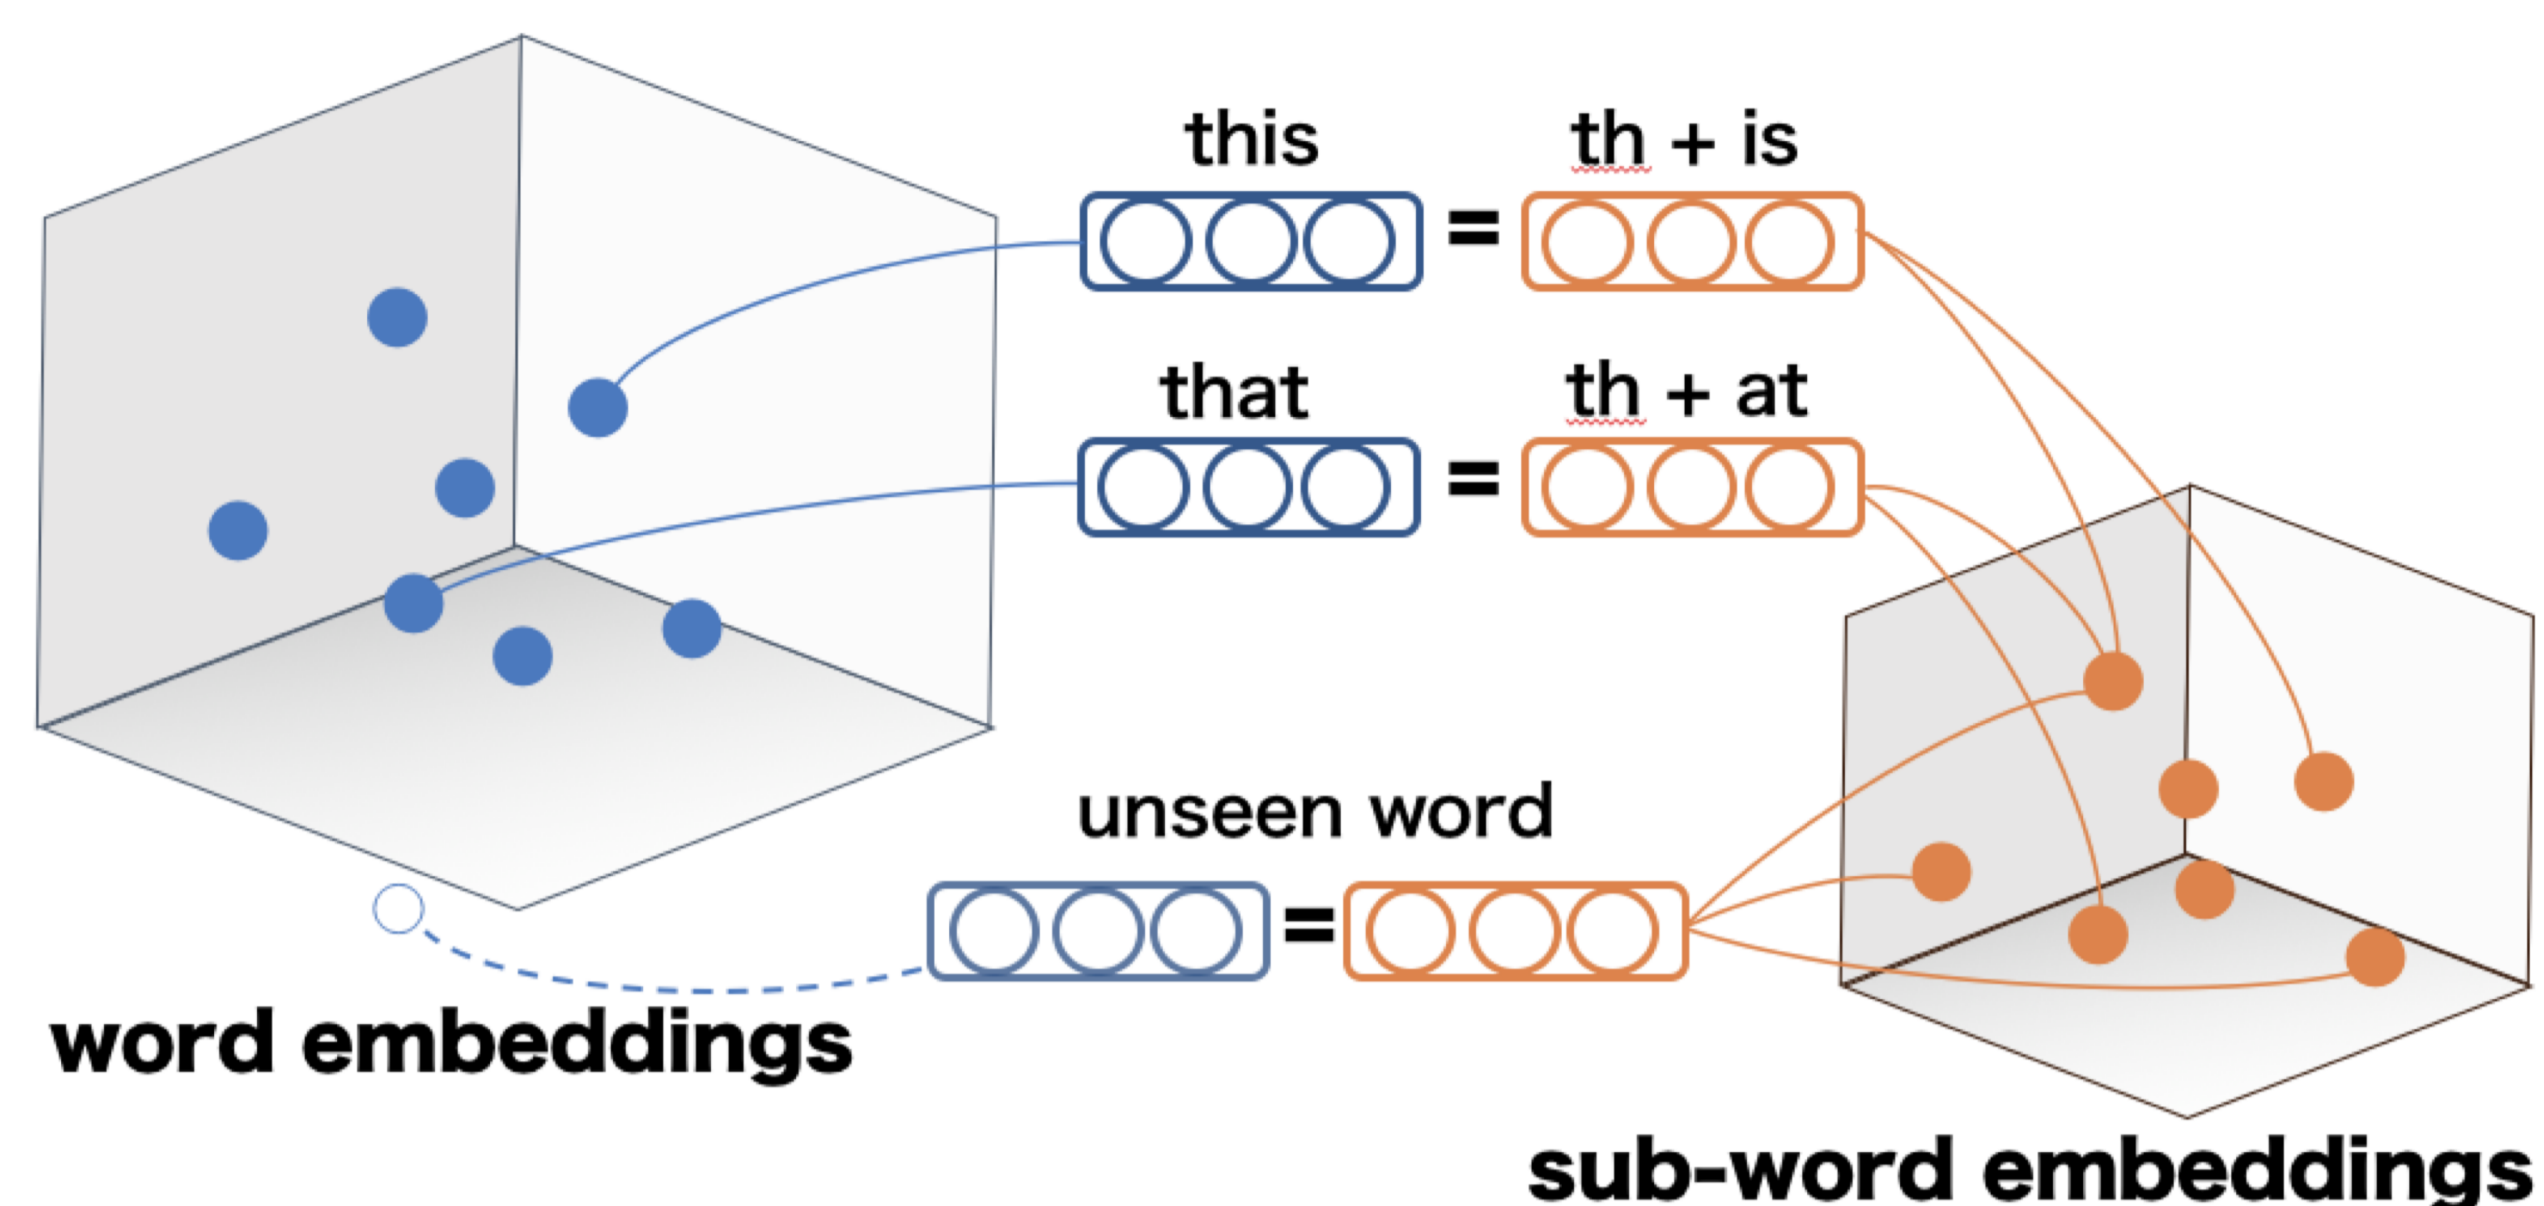 this
=
th + is
that
=
th + at
unseen word
=
word embeddings
sub-word embeddings